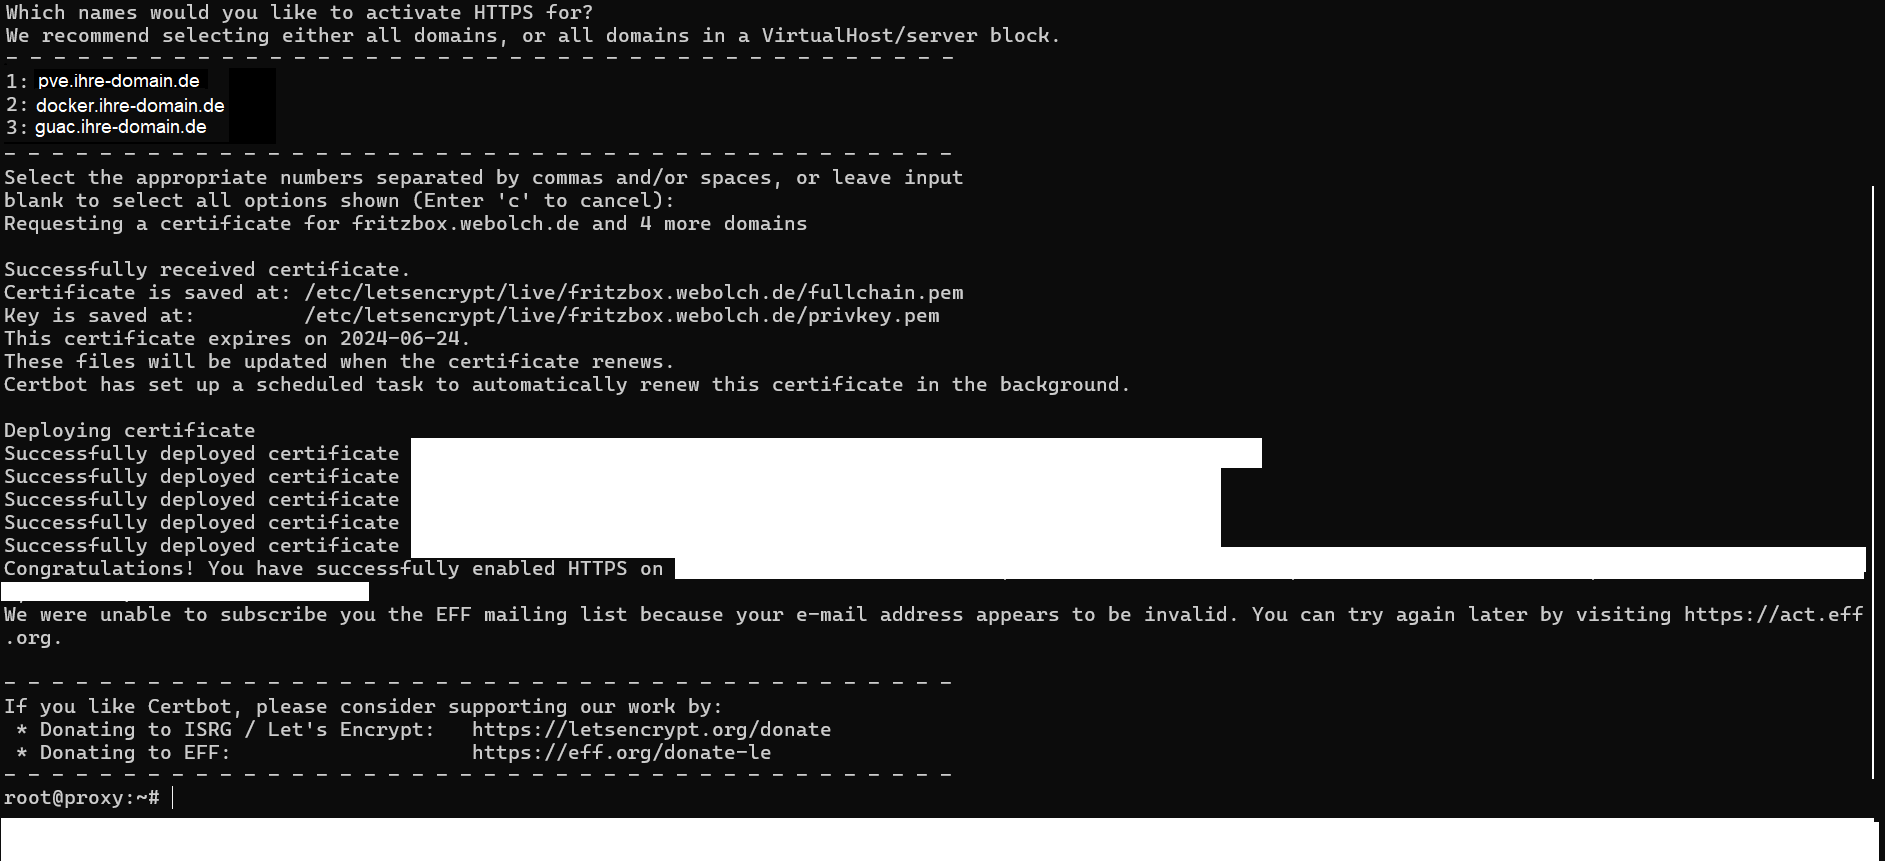 Which names would you like to activate HTTPS for?
We recommend selecting either all domains, or all domains in a VirtualHost/server block.
- - - - - - - - - - - - - - - - - - - - - - - - - - - - - - - - - - - - - - - -
1: pve.ihre-domain.de
2: docker.ihre-domain.de
3: guac.ihre-domain.de
- - - - - - - - - - - - - - - - - - - - - - - - - - - - - - - - - - - - - - - -
Select the appropriate numbers separated by commas and/or spaces, or leave input
blank to select all options shown (Enter 'c' to cancel):
Requesting a certificate for fritzbox.webolch.de and 4 more domains

Successfully received certificate.
Certificate is saved at: /etc/letsencrypt/live/fritzbox.webolch.de/fullchain.pem
Key is saved at:         /etc/letsencrypt/live/fritzbox.webolch.de/privkey.pem
This certificate expires on 2024-06-24.
These files will be updated when the certificate renews.
Certbot has set up a scheduled task to automatically renew this certificate in the background.

Deploying certificate
Successfully deployed certificate
Successfully deployed certificate
Successfully deployed certificate
Successfully deployed certificate
Successfully deployed certificate
Congratulations! You have successfully enabled HTTPS on
We were unable to subscribe you the EFF mailing list because your e-mail address appears to be invalid. You can try again later by visiting https://act.eff
.org.

- - - - - - - - - - - - - - - - - - - - - - - - - - - - - - - - - - - - - - - -
If you like Certbot, please consider supporting our work by:
 * Donating to ISRG / Let's Encrypt:   https://letsencrypt.org/donate
 * Donating to EFF:                    https://eff.org/donate-le
- - - - - - - - - - - - - - - - - - - - - - - - - - - - - - - - - - - - - - - -
root@proxy:~#